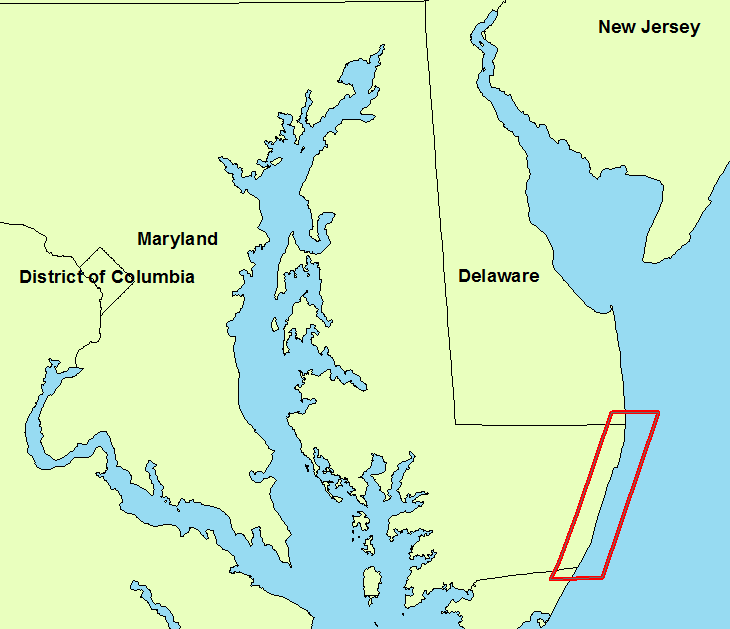 New Jersey
Maryland
District of Columbia
Delaware